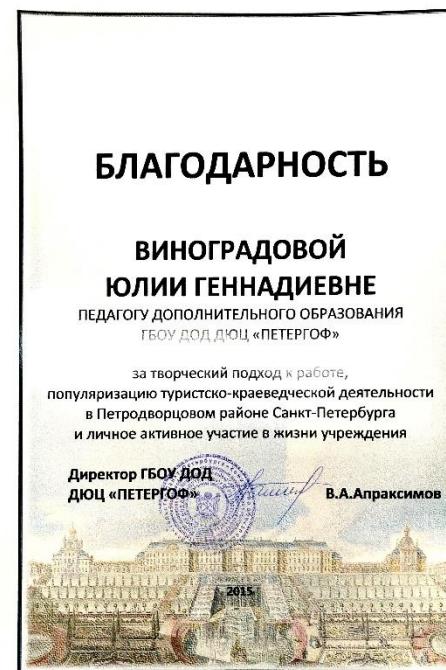 БЛАГОДАРНОСТЬ
ВИНОГРАДОВОЙ
ЮЛИИ ГЕННАДИЕВНЕ
ПЕДАГОГУ ДОПОЛНИТЕЛЬНОГО ОБРАЗОВАНИЯ
ГБОУ ДОД ДЮЦ «ПЕТЕРГОФ»
за творческий подход к работе,
популяризацию туристско-краеведческой деятельности
в Петродворцовом районе Санкт-Петербурга
и личное активное участие в жизни учреждения
Директор ГБОУ ДОД
ДЮЦ «ПЕТЕРГОФ»
В.А.Апраксимов
2015